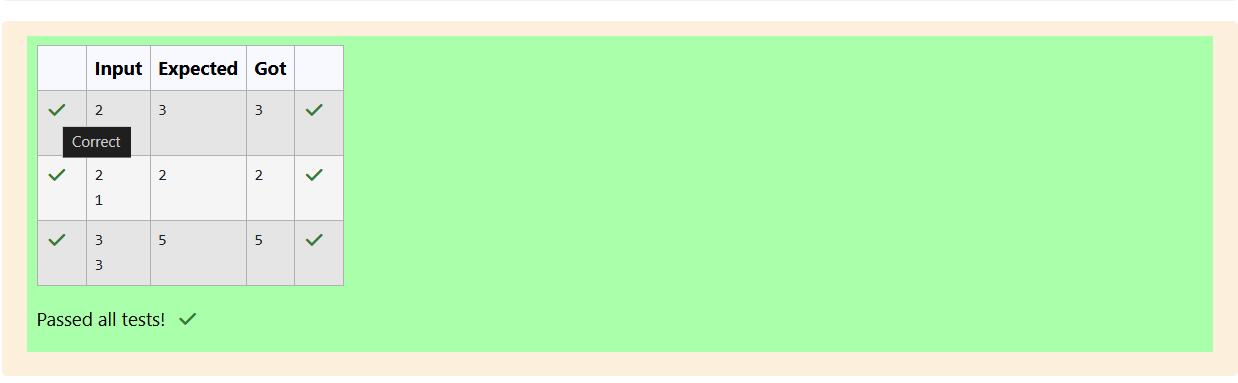 Input Expected Got
2 3 3
Correct
2 2 2
1
3 5 5
3
Passed all tests!